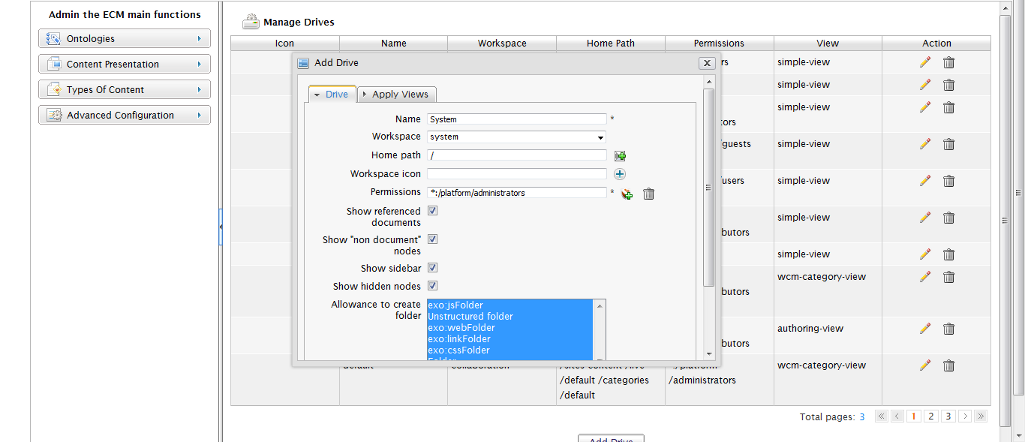 Admin the ECM main functions
Ontologies
Content Presentation
Types Of Content
Advanced Configuration
Manage Drives
Icon Name Workspace Home Path Permissions View Action
simple-view
simple-view
simple-view
simple-view
guests
simple-view
users
simple-view
butors
simple-view
wcm-category-view
butors
authoring-view
butors
wcm-category-view
/default /categories /administrators
/default
Add Drive
Drive Apply Views
Name System *
Workspace system
Home path /
Workspace icon
Permissions *:/platform/administrators *
Show referenced
documents
Show "non document"
nodes
Show sidebar
Show hidden nodes
Allowance to create
folder
exo:jsFolder
Unstructured folder
exo:webFolder
exo:linkFolder
exo:cssFolder
Total pages: 3 1 2 3
Add Drive